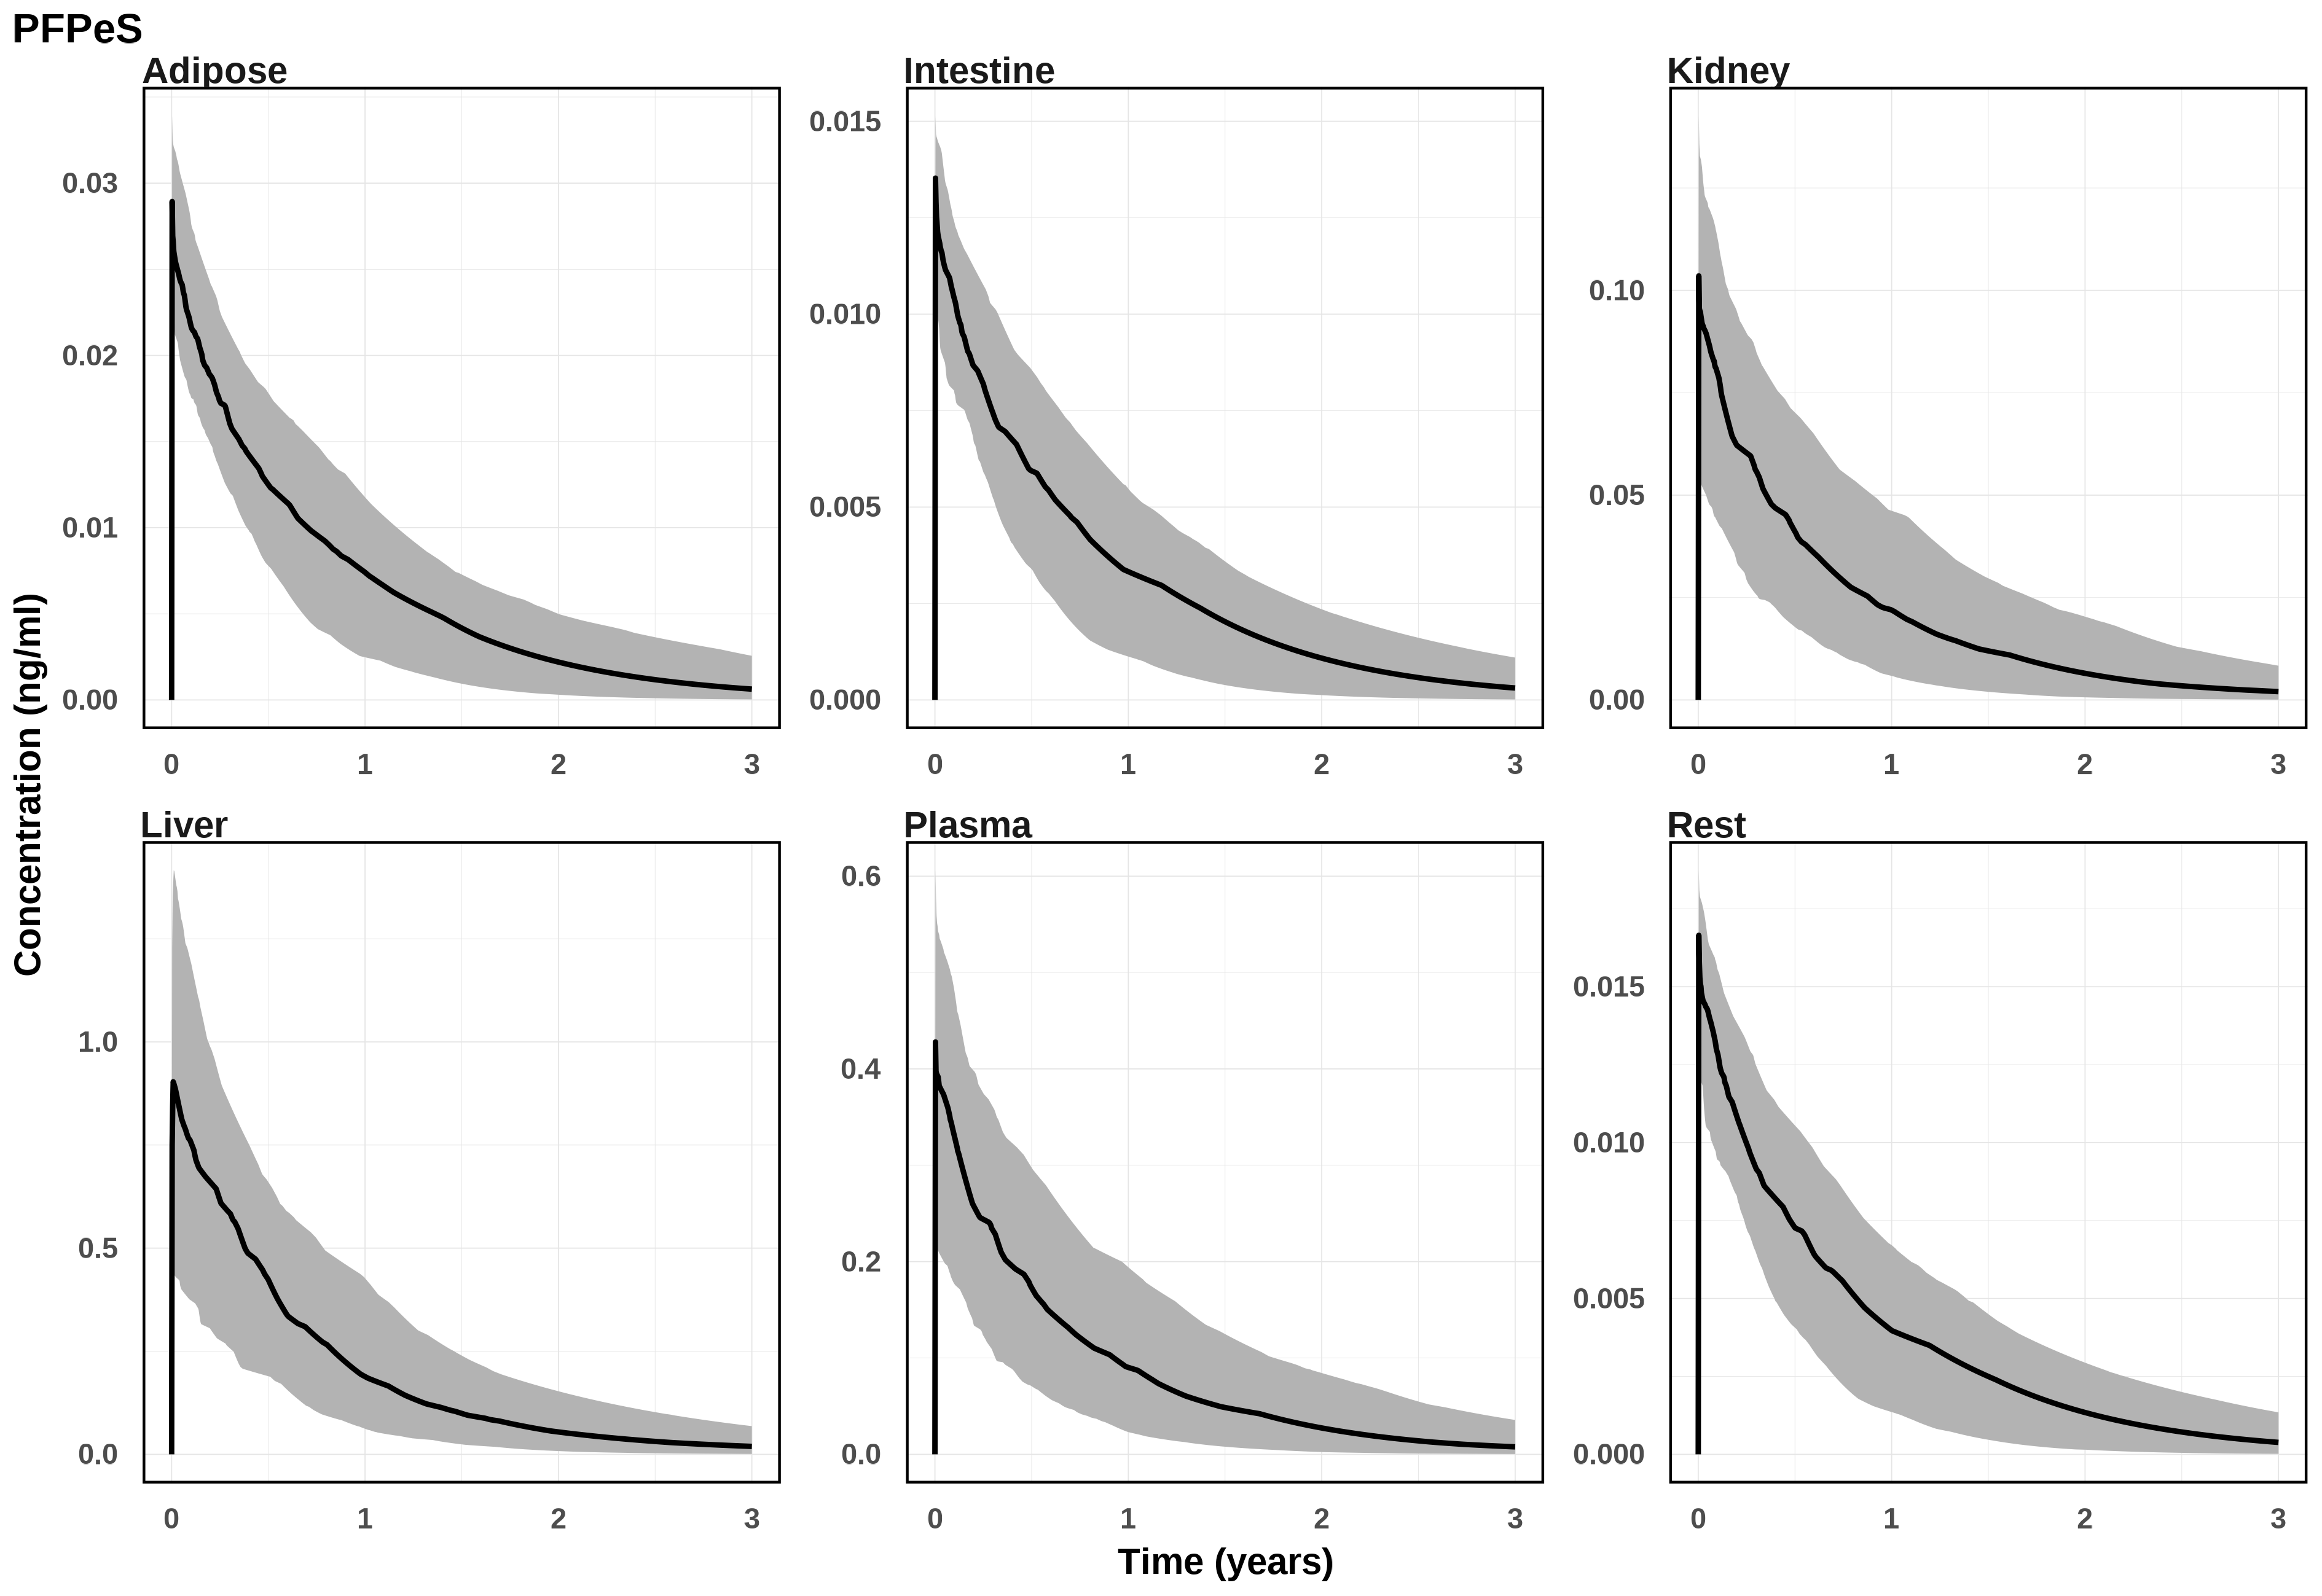 PFPeS
Adipose
Intestine
Kidney
0.03
0.02
0.01
0.00
0.015
0.010
0.005
0.000
0.10
0.05
0.00
0 1 2 3
0 1 2 3
0 1 2 3
Concentration (ng/ml)
Liver
Plasma
Rest
1.0
0.5
0.0
0.6
0.4
0.2
0.0
0.015
0.010
0.005
0.000
0 1 2 3
0 1 2 3
0 1 2 3
Time (years)